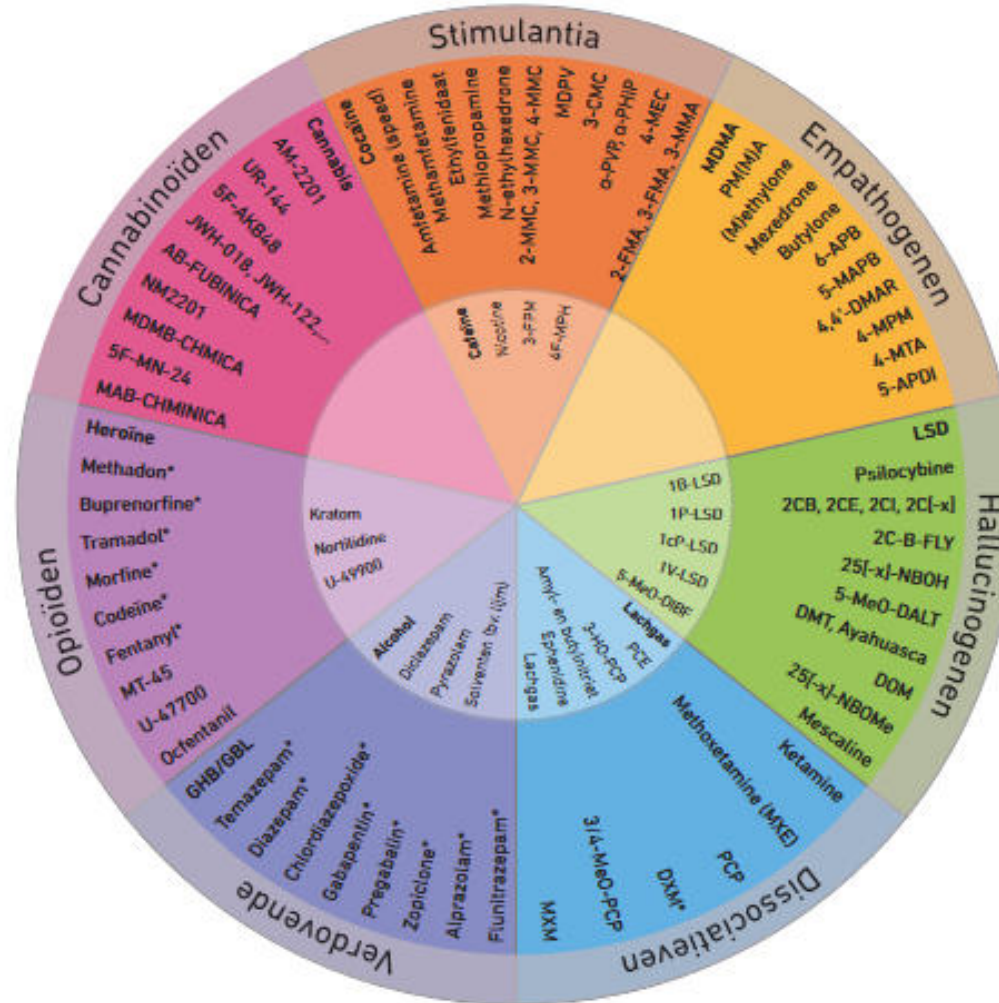 Stimulantia
Cocaïne
Amfetamine (speed)
Methamfetamine
Ethylfenidaat
Methiopropamine
N-ethylhexedrone
2-MMC, 3-MMC, 4-MMC
MDPV
3-CMC
α-PVP, α-PHIP
4-MEC
2-FMA, 3-FMA, 3-MMA
Cafeïne
Nicotine
3-FPM
4F-MPH
Empathogenen
MDMA
PM(M)A
(M)ethylone
Mexedrone
Butylone
6-APB
5-MAPB
4,4'-DMAR
4-MPM
4-MTA
5-APDI
Hallucinogenen
LSD
Psilocybine
2CB, 2CE, 2CI, 2C[-x]
2C-B-FLY
25[-x]-NBOH
5-MeO-DALT
DMT, Ayahuasca
DOM
25[-x]-NBOMe
Mescaline
1B-LSD
1P-LSD
1cP-LSD
1V-LSD
5-MeO-DIBF
Dissociatieven
Ketamine
Methoxetamine (MXE)
PCP
DXM*
3/4-MeO-PCP
MXM
Lachgas
PCE
3-HO-PCP
Amyl- en butylnitriet
Ephenidine
Lachgas
Verdovende
GHB/GBL
Temazepam*
Diazepam*
Chlordiazepoxide*
Gabapentin*
Pregabalin*
Zopiclone*
Alprazolam*
Flunitrazepam*
Alcohol
Diclazepam
Pyrazolam
Solventen (bv. lijm)
Opioïden
Heroïne
Methadon*
Buprenorfine*
Tramadol*
Morfine*
Codeïne*
Fentanyl*
MT-45
U-47700
Ocfentanil
Kratom
Nortilidine
U-49900
Cannabinoïden
Cannabis
AM-2201
UR-144
5F-AKB48
JWH-018, JWH-122,...
AB-FUBINICA
NM2201
MDMB-CHMICA
5F-MN-24
MAB-CHMINICA